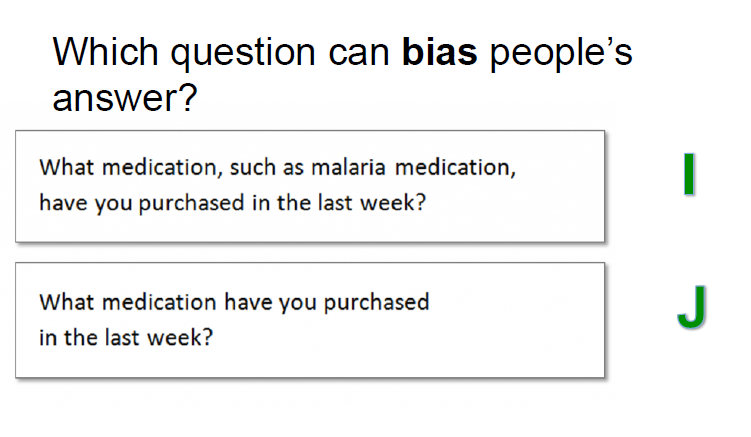 Which question can bias people’s
answer?
What medication, such as malaria medication,
have you purchased in the last week?
I
What medication have you purchased
in the last week?
J